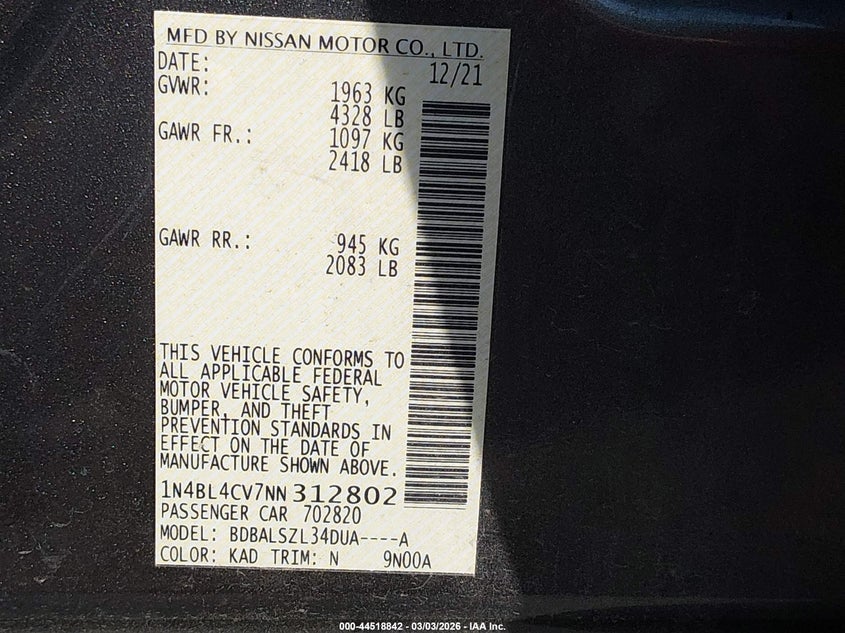 MFD BY NISSAN MOTOR CO., LTD.
DATE: 12/21
GVWR: 1963 KG
4328 LB
GAWR FR.: 1097 KG
2418 LB
GAWR RR.: 945 KG
2083 LB
THIS VEHICLE CONFORMS TO
ALL APPLICABLE FEDERAL
MOTOR VEHICLE SAFETY,
BUMPER, AND THEFT
PREVENTION STANDARDS IN
EFFECT ON THE DATE OF
MANUFACTURE SHOWN ABOVE.
1N4BL4CV7NN312802
PASSENGER CAR 702820
MODEL: BDBALSZL34DUA----A
COLOR: KAD TRIM: N 9N00A
000-44518842 - 03/03/2026 - IAA Inc.